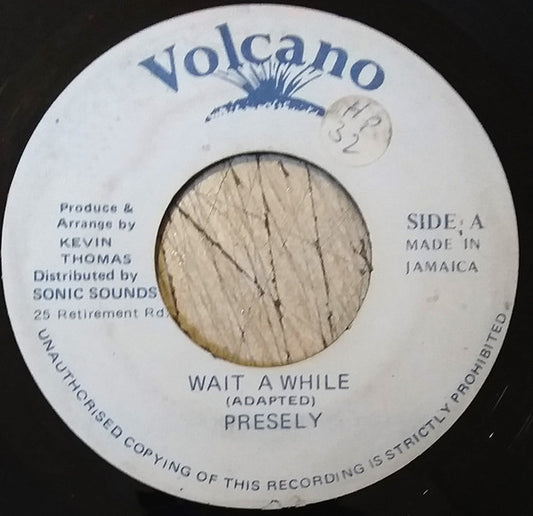 Volcano
HP
32
Produce &
Arrange by
KEVIN
THOMAS
Distributed by
SONIC SOUNDS
25 Retirement Rd.
SIDE: A
MADE IN
JAMAICA
WAIT A WHILE
(ADAPTED)
PRESELY
UNAUTHORISED COPYING OF THIS RECORDING IS STRICTLY PROHIBITED